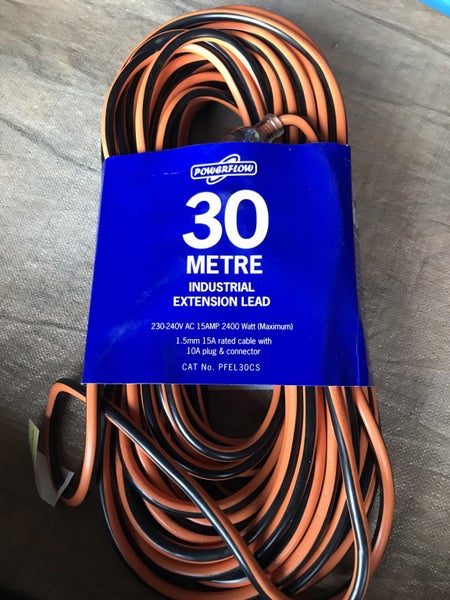 POWERFLOW
30
METRE
INDUSTRIAL
EXTENSION LEAD
230-240V AC 15AMP 2400 Watt (Maximum)
1.5mm 15A rated cable with
10A plug & connector
CAT No. PFEL30CS